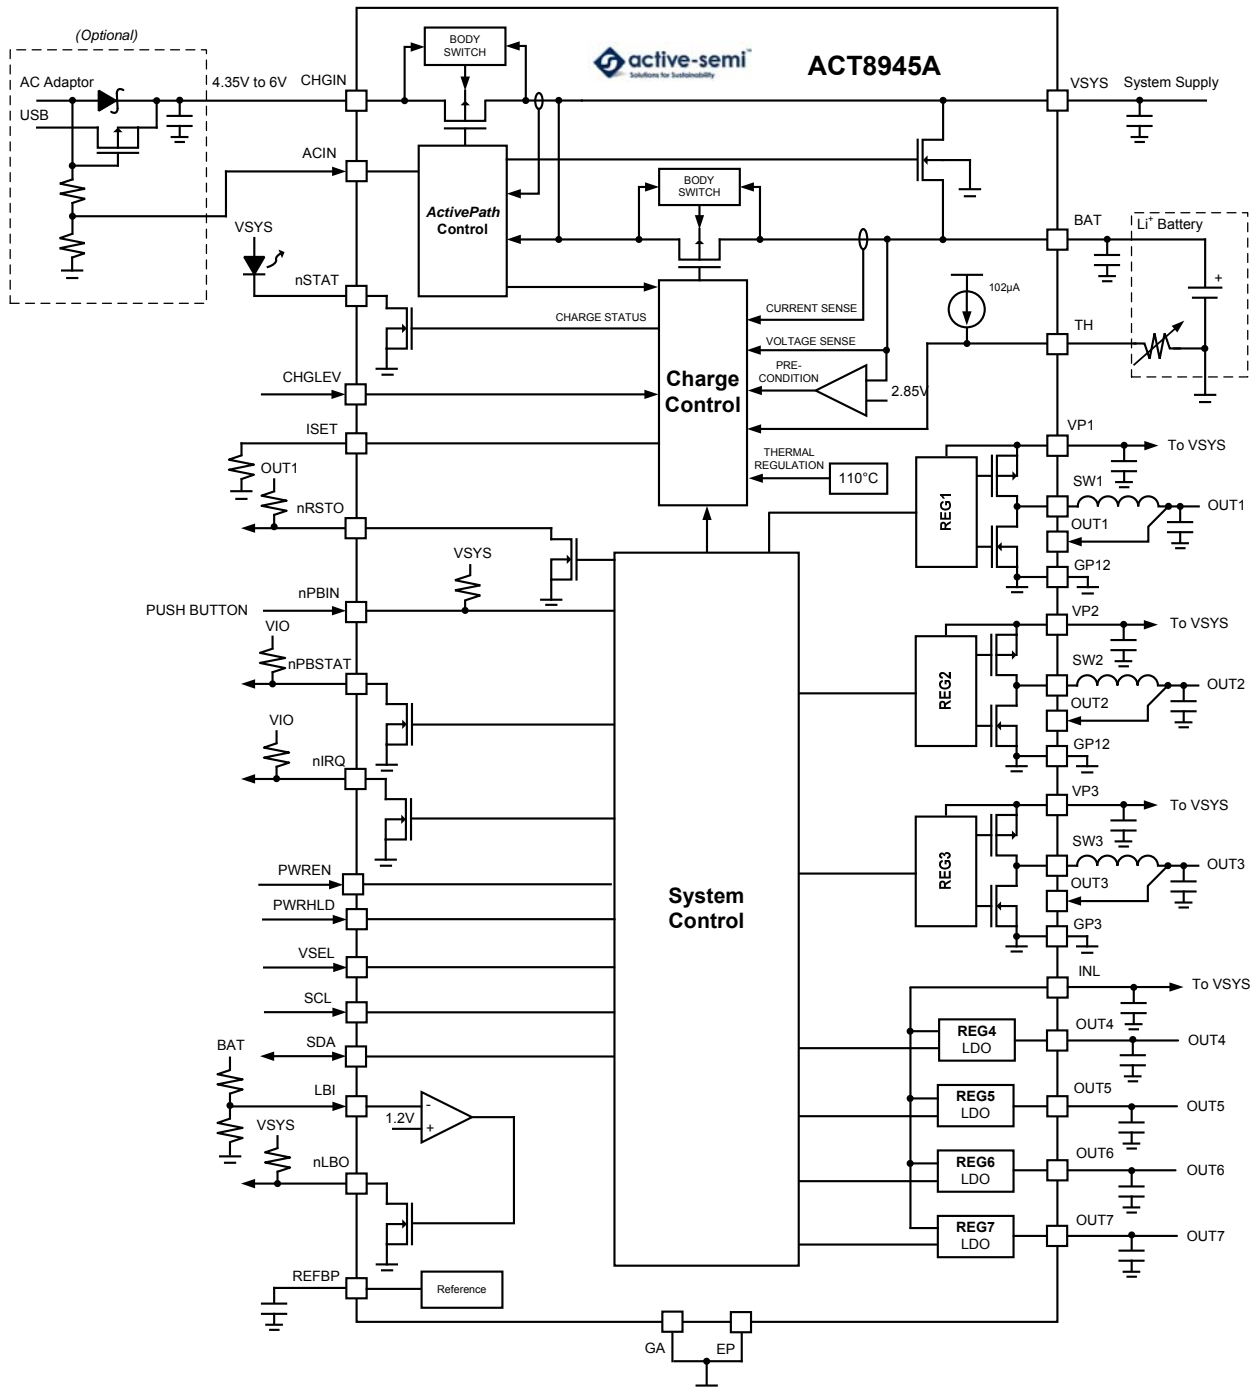 (Optional)
AC Adaptor
USB
4.35V to 6V
CHGIN
BODY
SWITCH
active-semi™
Solutions for Sustainability
ACT8945A
VSYS
System Supply
ACIN
ActivePath
Control
BODY
SWITCH
BAT
Li+ Battery
+
VSYS
nSTAT
CHARGE STATUS
CURRENT SENSE
102µA
VOLTAGE SENSE
TH
PRE-
CONDITION
2.85V
Charge
Control
CHGLEV
ISET
THERMAL
REGULATION
110°C
OUT1
nRSTO
VP1
To VSYS
REG1
SW1
OUT1
OUT1
GP12
VSYS
nPBIN
PUSH BUTTON
VIO
nPBSTAT
VIO
nIRQ
VP2
To VSYS
REG2
SW2
OUT2
OUT2
GP12
VP3
To VSYS
REG3
SW3
OUT3
OUT3
GP3
PWREN
PWRHLD
VSEL
SCL
SDA
System
Control
INL
To VSYS
REG4
LDO
OUT4
OUT4
REG5
LDO
OUT5
OUT5
REG6
LDO
OUT6
OUT6
REG7
LDO
OUT7
OUT7
BAT
LBI
-
1.2V
+
VSYS
nLBO
REFBP
Reference
GA
EP